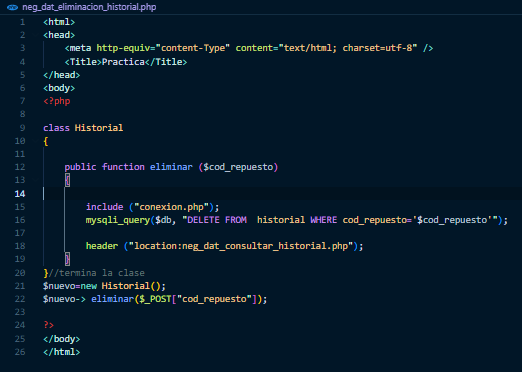 neg_dat_eliminacion_historial.php
1 <html>
2 <head>
3 <meta http-equiv="content-Type" content="text/html; charset=utf-8" />
4 <Title>Practica</Title>
5 </head>
6 <body>
7 <?php
8
9 class Historial
10 {
11
12 public function eliminar ($cod_repuesto)
13 {
14
15 include ("conexion.php");
16 mysqli_query($db, "DELETE FROM  historial WHERE cod_repuesto='$cod_repuesto'");
17
18 header ("location:neg_dat_consultar_historial.php");
19 }
20 }//termina la clase
21 $nuevo=new Historial();
22 $nuevo-> eliminar($_POST["cod_repuesto"]);
23
24 ?>
25 </body>
26 </html>